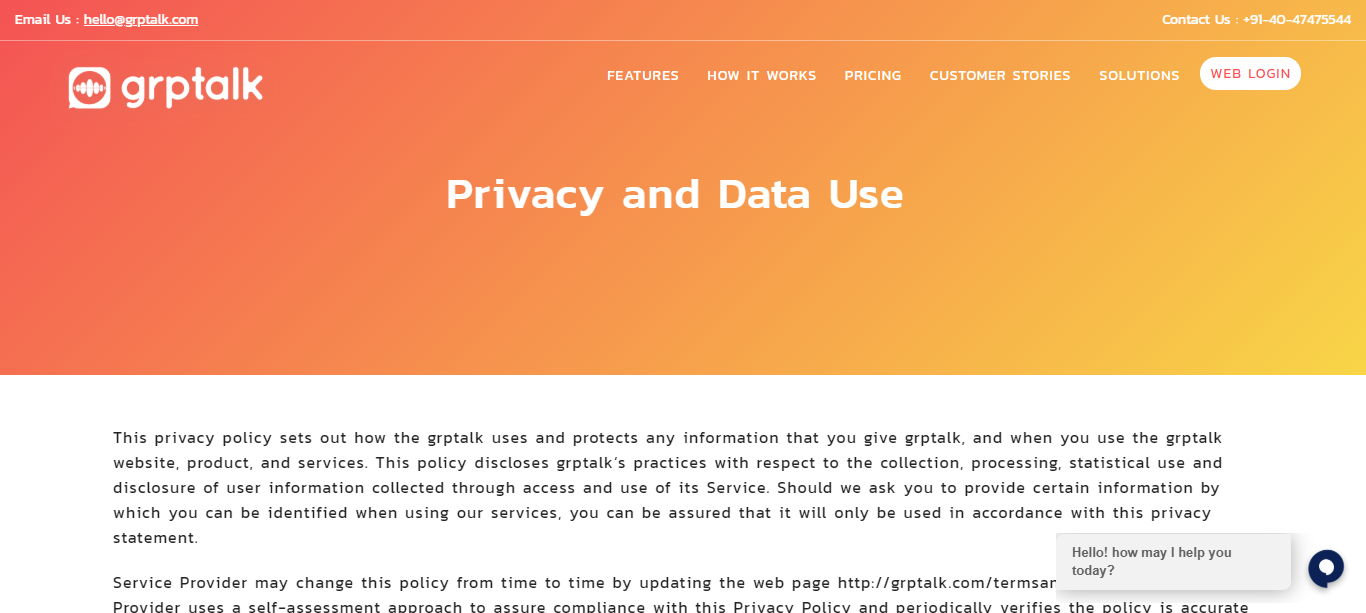 Email Us : hello@grptalk.com
Contact Us : +91-40-47475544
grptalk
FEATURES HOW IT WORKS PRICING CUSTOMER STORIES SOLUTIONS WEB LOGIN
Privacy and Data Use
This privacy policy sets out how the grptalk uses and protects any information that you give grptalk, and when you use the grptalk
website, product, and services. This policy discloses grptalk’s practices with respect to the collection, processing, statistical use and
disclosure of user information collected through access and use of its Service. Should we ask you to provide certain information by
which you can be identified when using our services, you can be assured that it will only be used in accordance with this privacy
statement.
Service Provider may change this policy from time to time by updating the web page http://grptalk.com/termsan
Provider uses a self-assessment approach to assure compliance with this Privacy Policy and periodically verifies the policy is accurate
Hello! how may I help you
today?